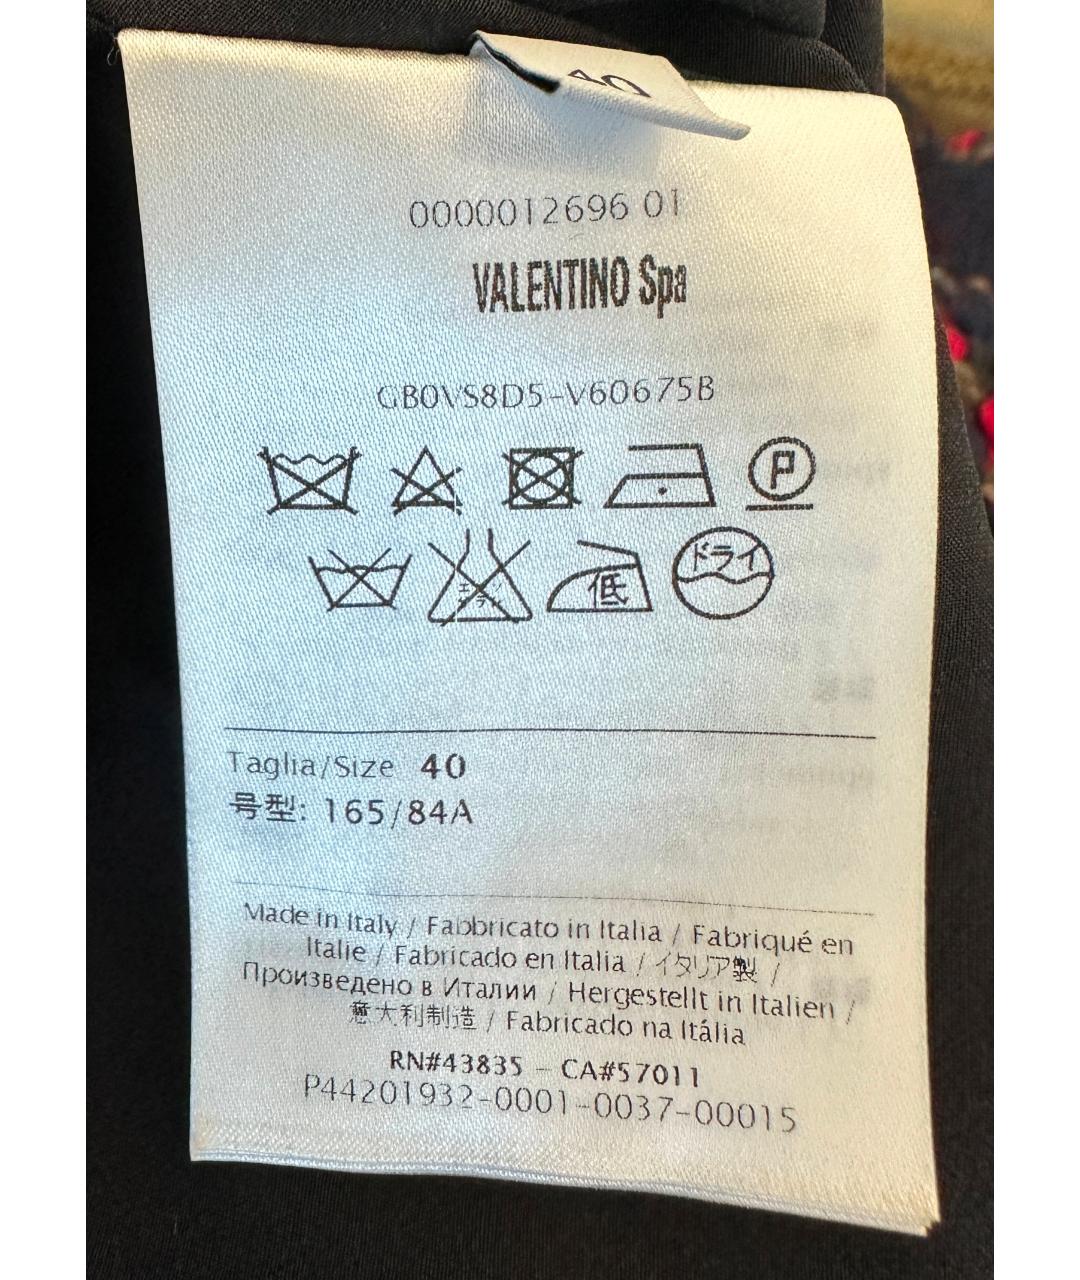 40
0000012696 01
VALENTINO Spa
GB0VS8D5-V60675B
P
低 ドライ
Taglia/Size 40
号型: 165/84A
Made in Italy / Fabbricato in Italia / Fabriqué en
Italie / Fabricado en Italia / イタリア製 /
Произведено в Италии / Hergestellt in Italien /
意大利制造 / Fabricado na Itália
RN#43835 – CA#57011
P44201932-0001-0037-00015